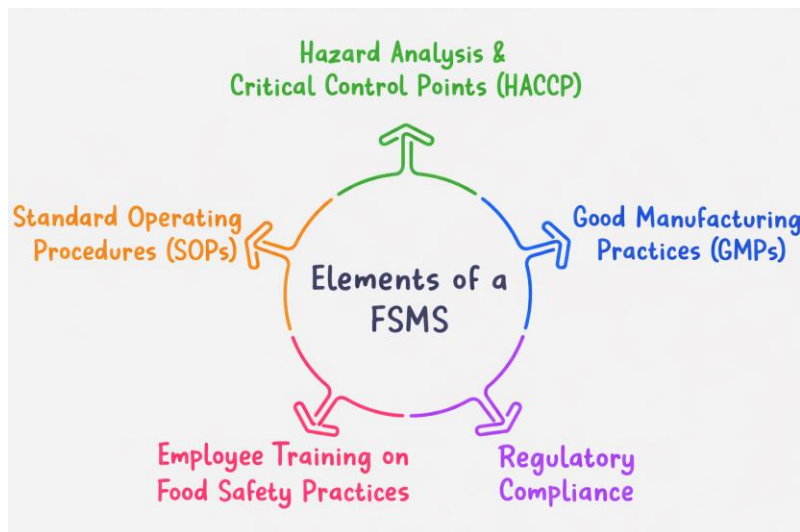 Hazard Analysis &
Critical Control Points (HACCP)
Standard Operating
Procedures (SOPs)
Good Manufacturing
Practices (GMPs)
Elements of a
FSMS
Employee Training on
Food Safety Practices
Regulatory
Compliance